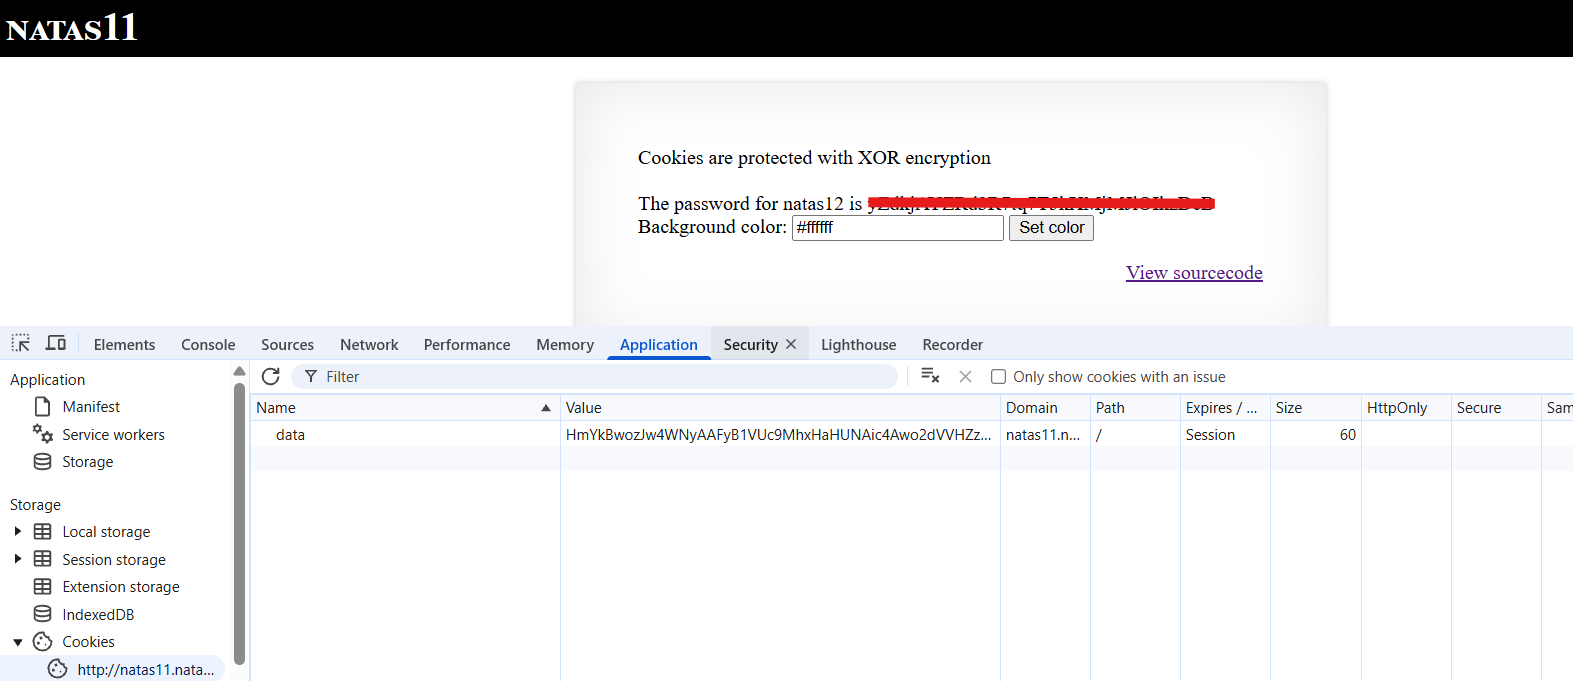 NATAS11
Cookies are protected with XOR encryption
The password for natas12 is
Background color: #ffffff Set color
View sourcecode
Elements Console Sources Network Performance Memory Application Security Lighthouse Recorder
Application
Manifest
Service workers
Storage
Storage
Local storage
Session storage
Extension storage
IndexedDB
Cookies
http://natas11.nata...
Filter Only show cookies with an issue
Name Value Domain Path Expires / ... Size HttpOnly Secure Sam
data HmYkBwozJw4WNyAAFyB1VUc9MhxHaHUNAic4Awo2dVVHZz... natas11.n... / Session 60